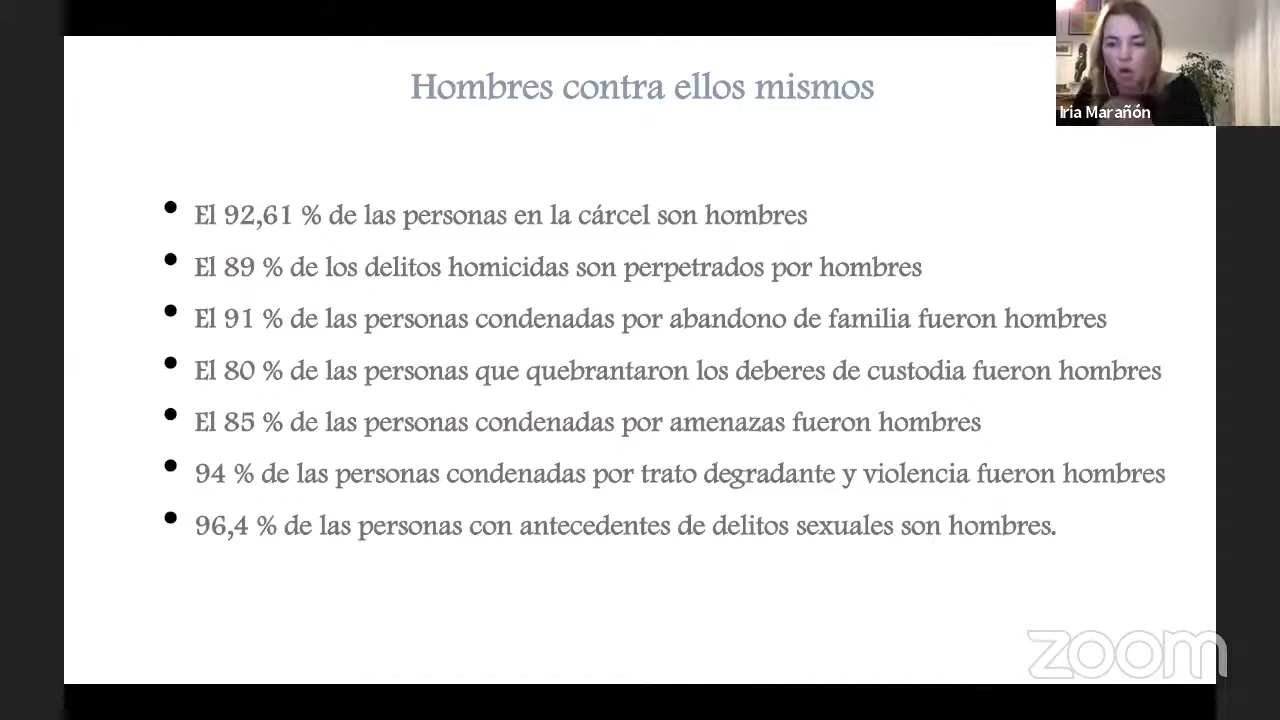 Hombres contra ellos mismos
Iria Marañón
El 92,61 % de las personas en la cárcel son hombres
El 89 % de los delitos homicidas son perpetrados por hombres
El 91 % de las personas condenadas por abandono de familia fueron hombres
El 80 % de las personas que quebrantaron los deberes de custodia fueron hombres
El 85 % de las personas condenadas por amenazas fueron hombres
94 % de las personas condenadas por trato degradante y violencia fueron hombres
96,4 % de las personas con antecedentes de delitos sexuales son hombres.
zoom